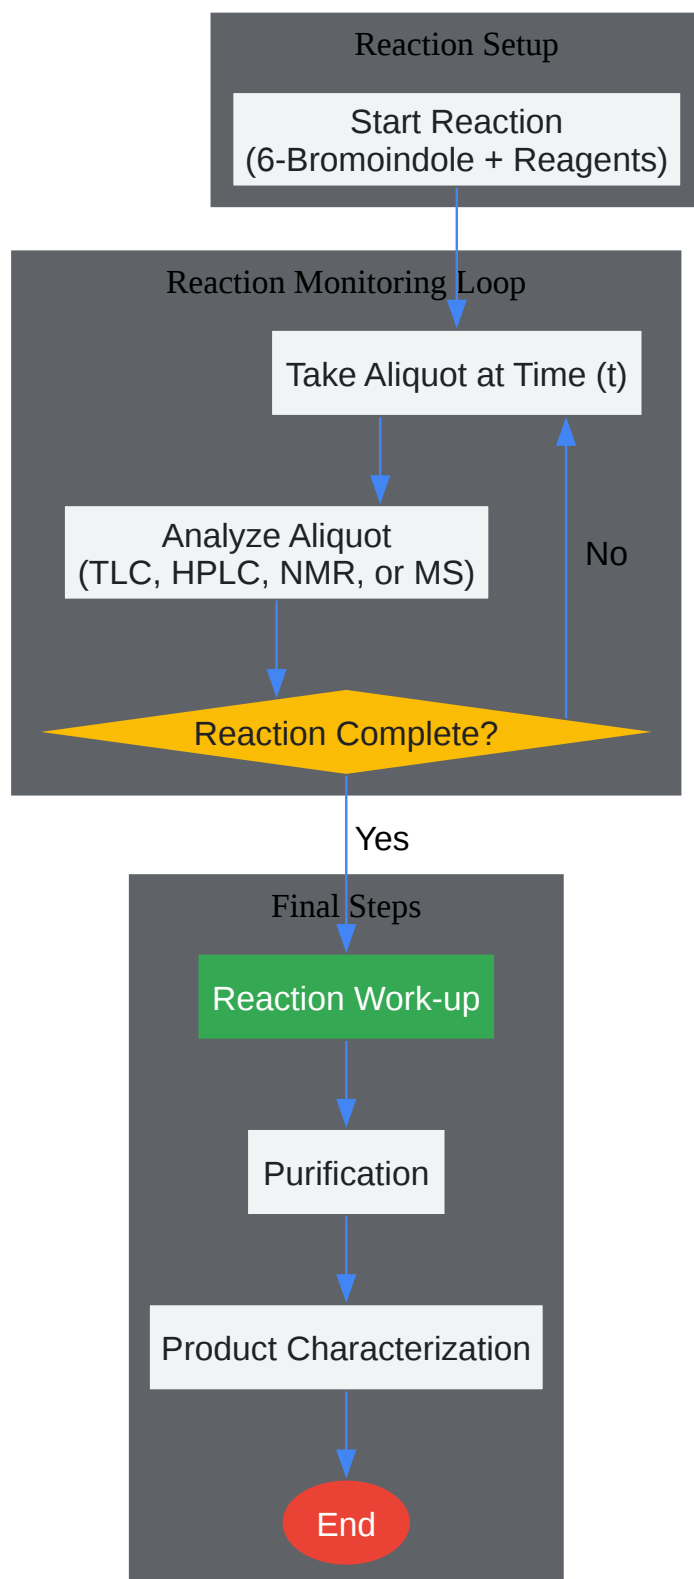 Reaction Setup
Start Reaction
(6-Bromoindole + Reagents)
Reaction Monitoring Loop
Take Aliquot at Time (t)
Analyze Aliquot
(TLC, HPLC, NMR, or MS)
No
Reaction Complete?
Yes
Final Steps
Reaction Work-up
Purification
Product Characterization
End